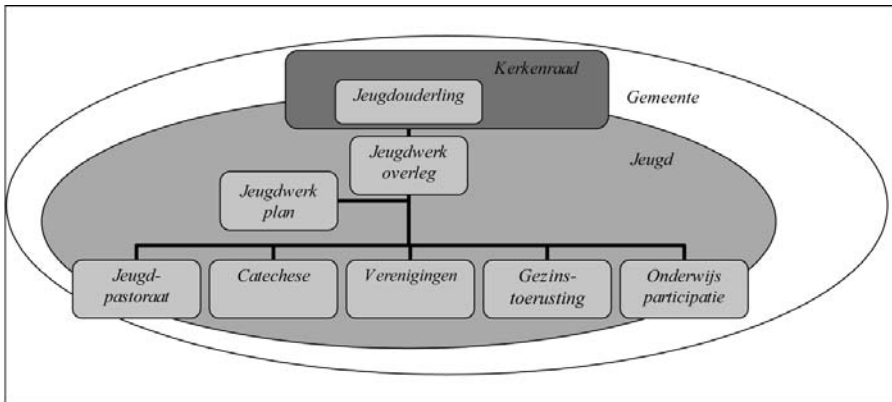 Kerkenraad
Jeugdouderling
Gemeente
Jeugdwerk
overleg
Jeugd
Jeugdwerk
plan
Jeugd-
pastoraat
Catechese
Verenigingen
Gezins-
toerusting
Onderwijs
participatie